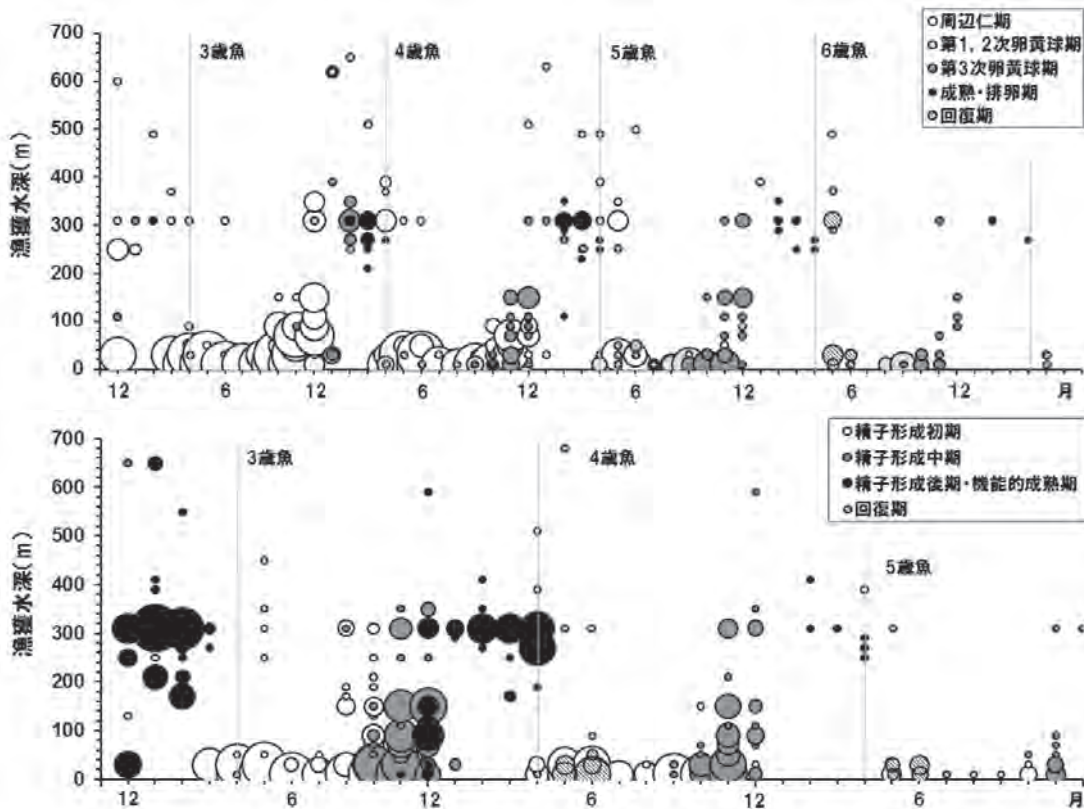 3歳魚 4歳魚 5歳魚 6歳魚
周辺仁期
第1,2次卵黄球期
第3次卵黄球期
成熟・排卵期
回復期
漁獲水深(m)
700
600
500
400
300
200
100
0
12 6 12 6 12 6 12 6 12 月
3歳魚 4歳魚 5歳魚
精子形成初期
精子形成中期
精子形成後期・機能的成熟期
回復期
漁獲水深(m)
700
600
500
400
300
200
100
0
12 6 12 6 12 6 12 月